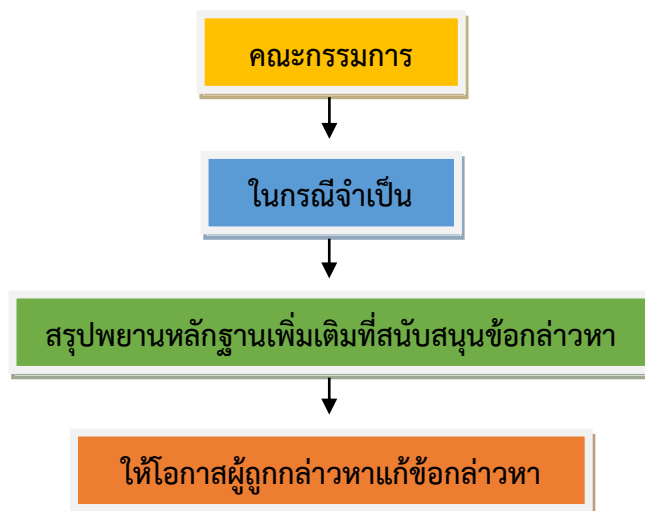 คณะกรรมการ
ในกรณีจำเป็น
สรุปพยานหลักฐานเพิ่มเติมที่สนับสนุนข้อกล่าวหา
ให้โอกาสผู้ถูกกล่าวหาแก้ข้อกล่าวหา